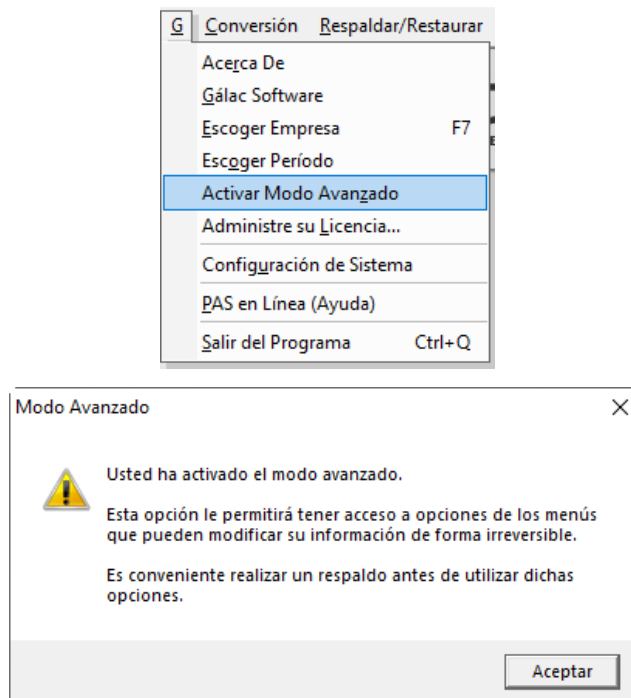 G Conversión Respaldar/Restaurar
Acerca De
Gálac Software
Escoger Empresa F7
Escoger Período
Activar Modo Avanzado
Administre su Licencia...
Configuración de Sistema
PAS en Línea (Ayuda)
Salir del Programa Ctrl+Q
Modo Avanzado
Usted ha activado el modo avanzado.
Esta opción le permitirá tener acceso a opciones de los menús
que pueden modificar su información de forma irreversible.
Es conveniente realizar un respaldo antes de utilizar dichas
opciones.
Aceptar